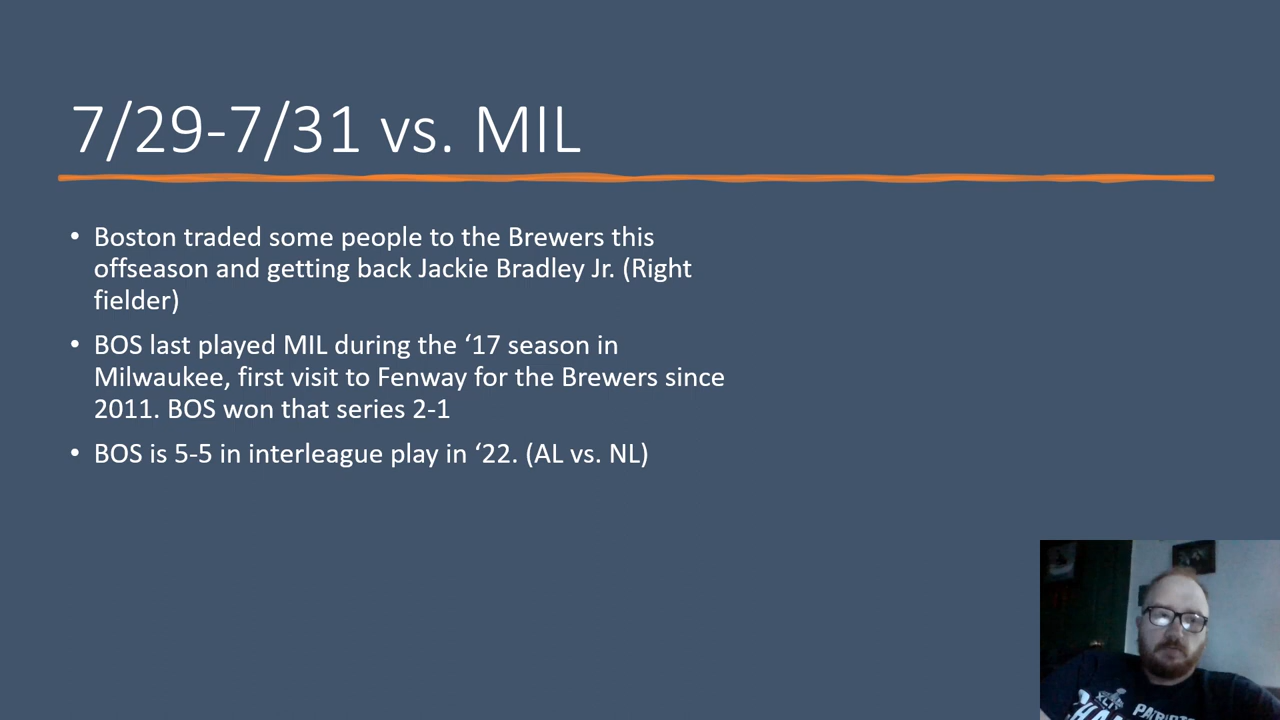 7/29-7/31 vs. MIL
• Boston traded some people to the Brewers this
offseason and getting back Jackie Bradley Jr. (Right
fielder)
• BOS last played MIL during the ‘17 season in
Milwaukee, first visit to Fenway for the Brewers since
2011. BOS won that series 2-1
• BOS is 5-5 in interleague play in ‘22. (AL vs. NL)